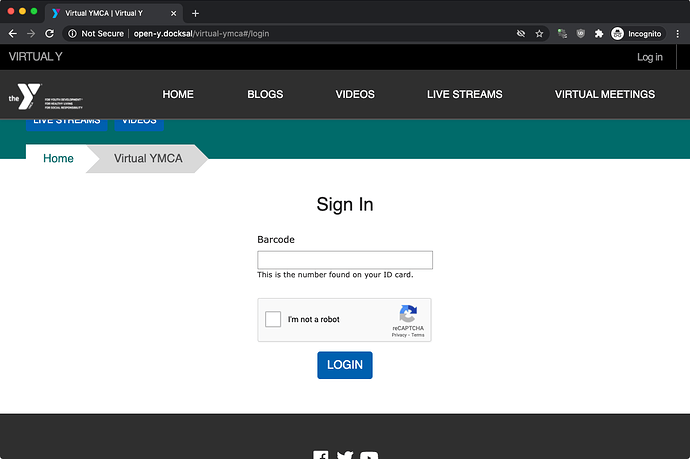 Virtual YMCA | Virtual Y
Not Secure | open-y.docksal/virtual-ymca#/login
Incognito
VIRTUAL Y
Log in
the Y
FOR YOUTH DEVELOPMENT
FOR HEALTHY LIVING
FOR SOCIAL RESPONSIBILITY
HOME
BLOGS
VIDEOS
LIVE STREAMS
VIRTUAL MEETINGS
LIVE STREAMS
VIDEOS
Home
Virtual YMCA
Sign In
Barcode
This is the number found on your ID card.
I'm not a robot
reCAPTCHA
Privacy - Terms
LOGIN